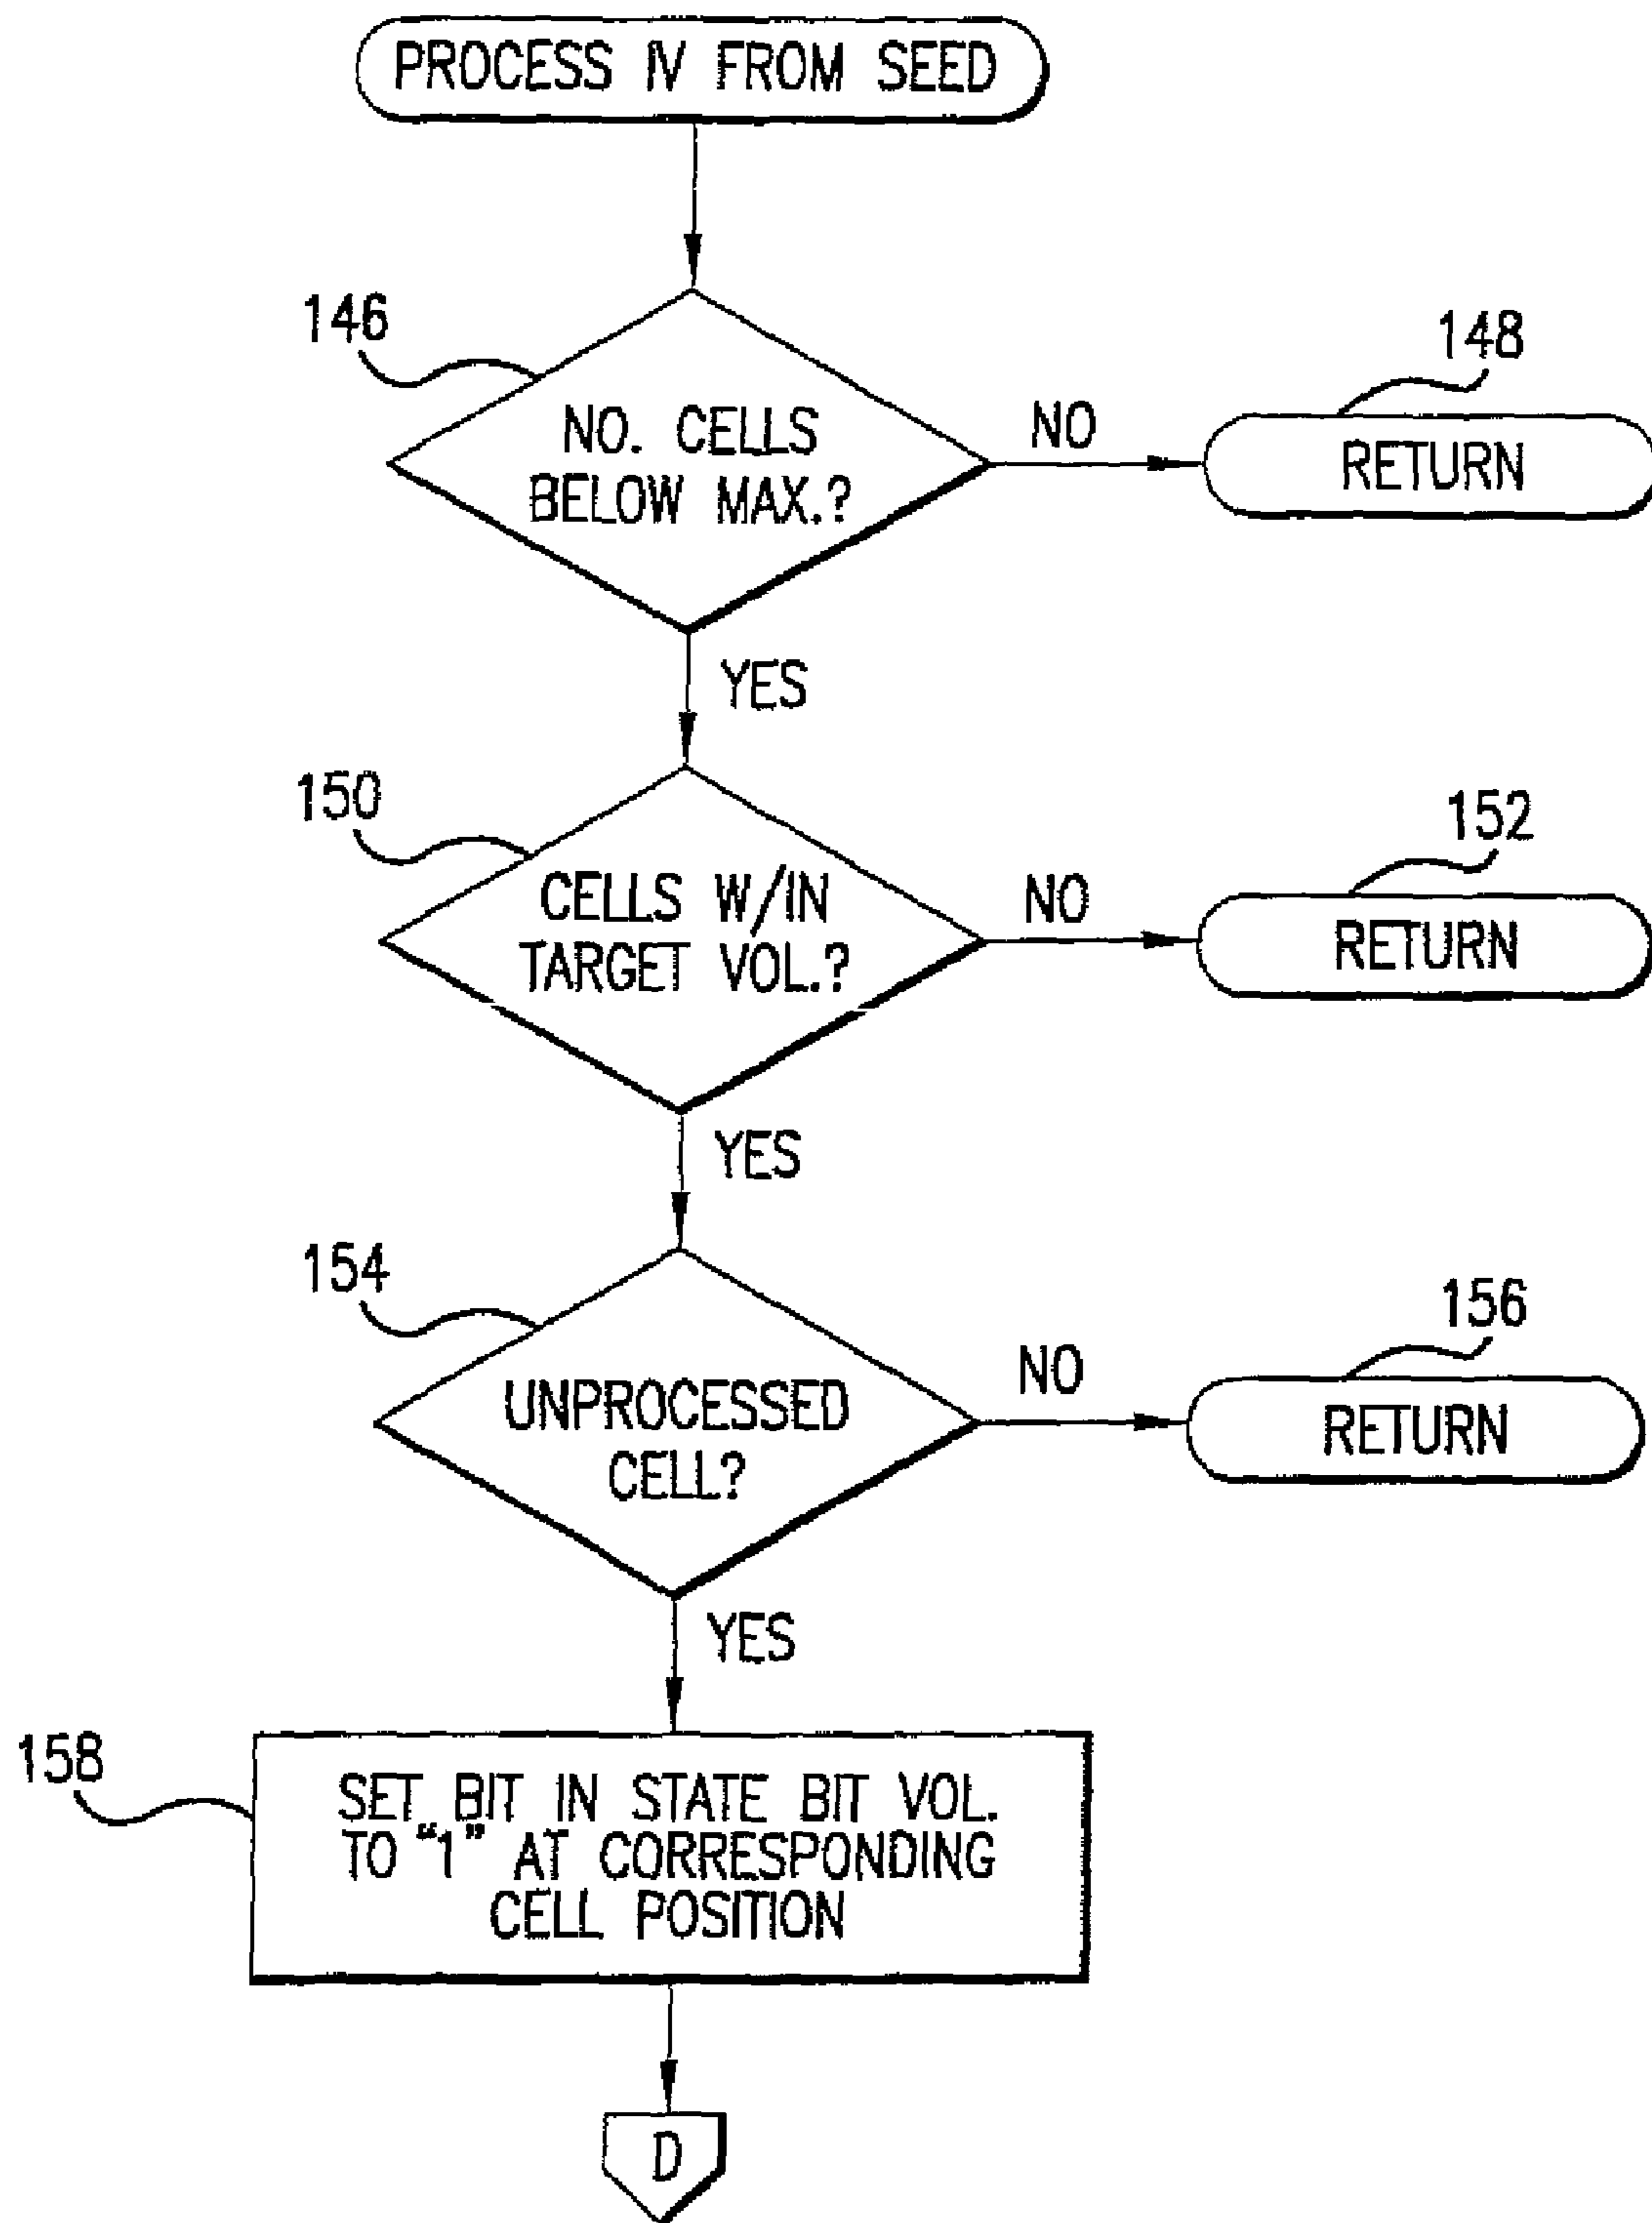 PROCESS IV FROM SEED
146
NO. CELLS
BELOW MAX.?
NO
148
RETURN
YES
150
CELLS W/IN
TARGET VOL.?
NO
152
RETURN
YES
154
UNPROCESSED
CELL?
NO
156
RETURN
YES
158
SET BIT IN STATE BIT VOL.
TO "1" AT CORRESPONDING
CELL POSITION
D